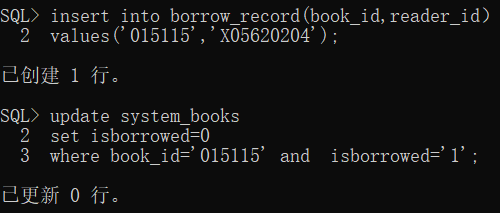 SQL> insert into borrow_record(book_id,reader_id)
  2  values('015115','X05620204');
已创建 1 行。
SQL> update system_books
  2  set isborrowed=0
  3  where book_id='015115' and  isborrowed='1';
已更新 0 行。